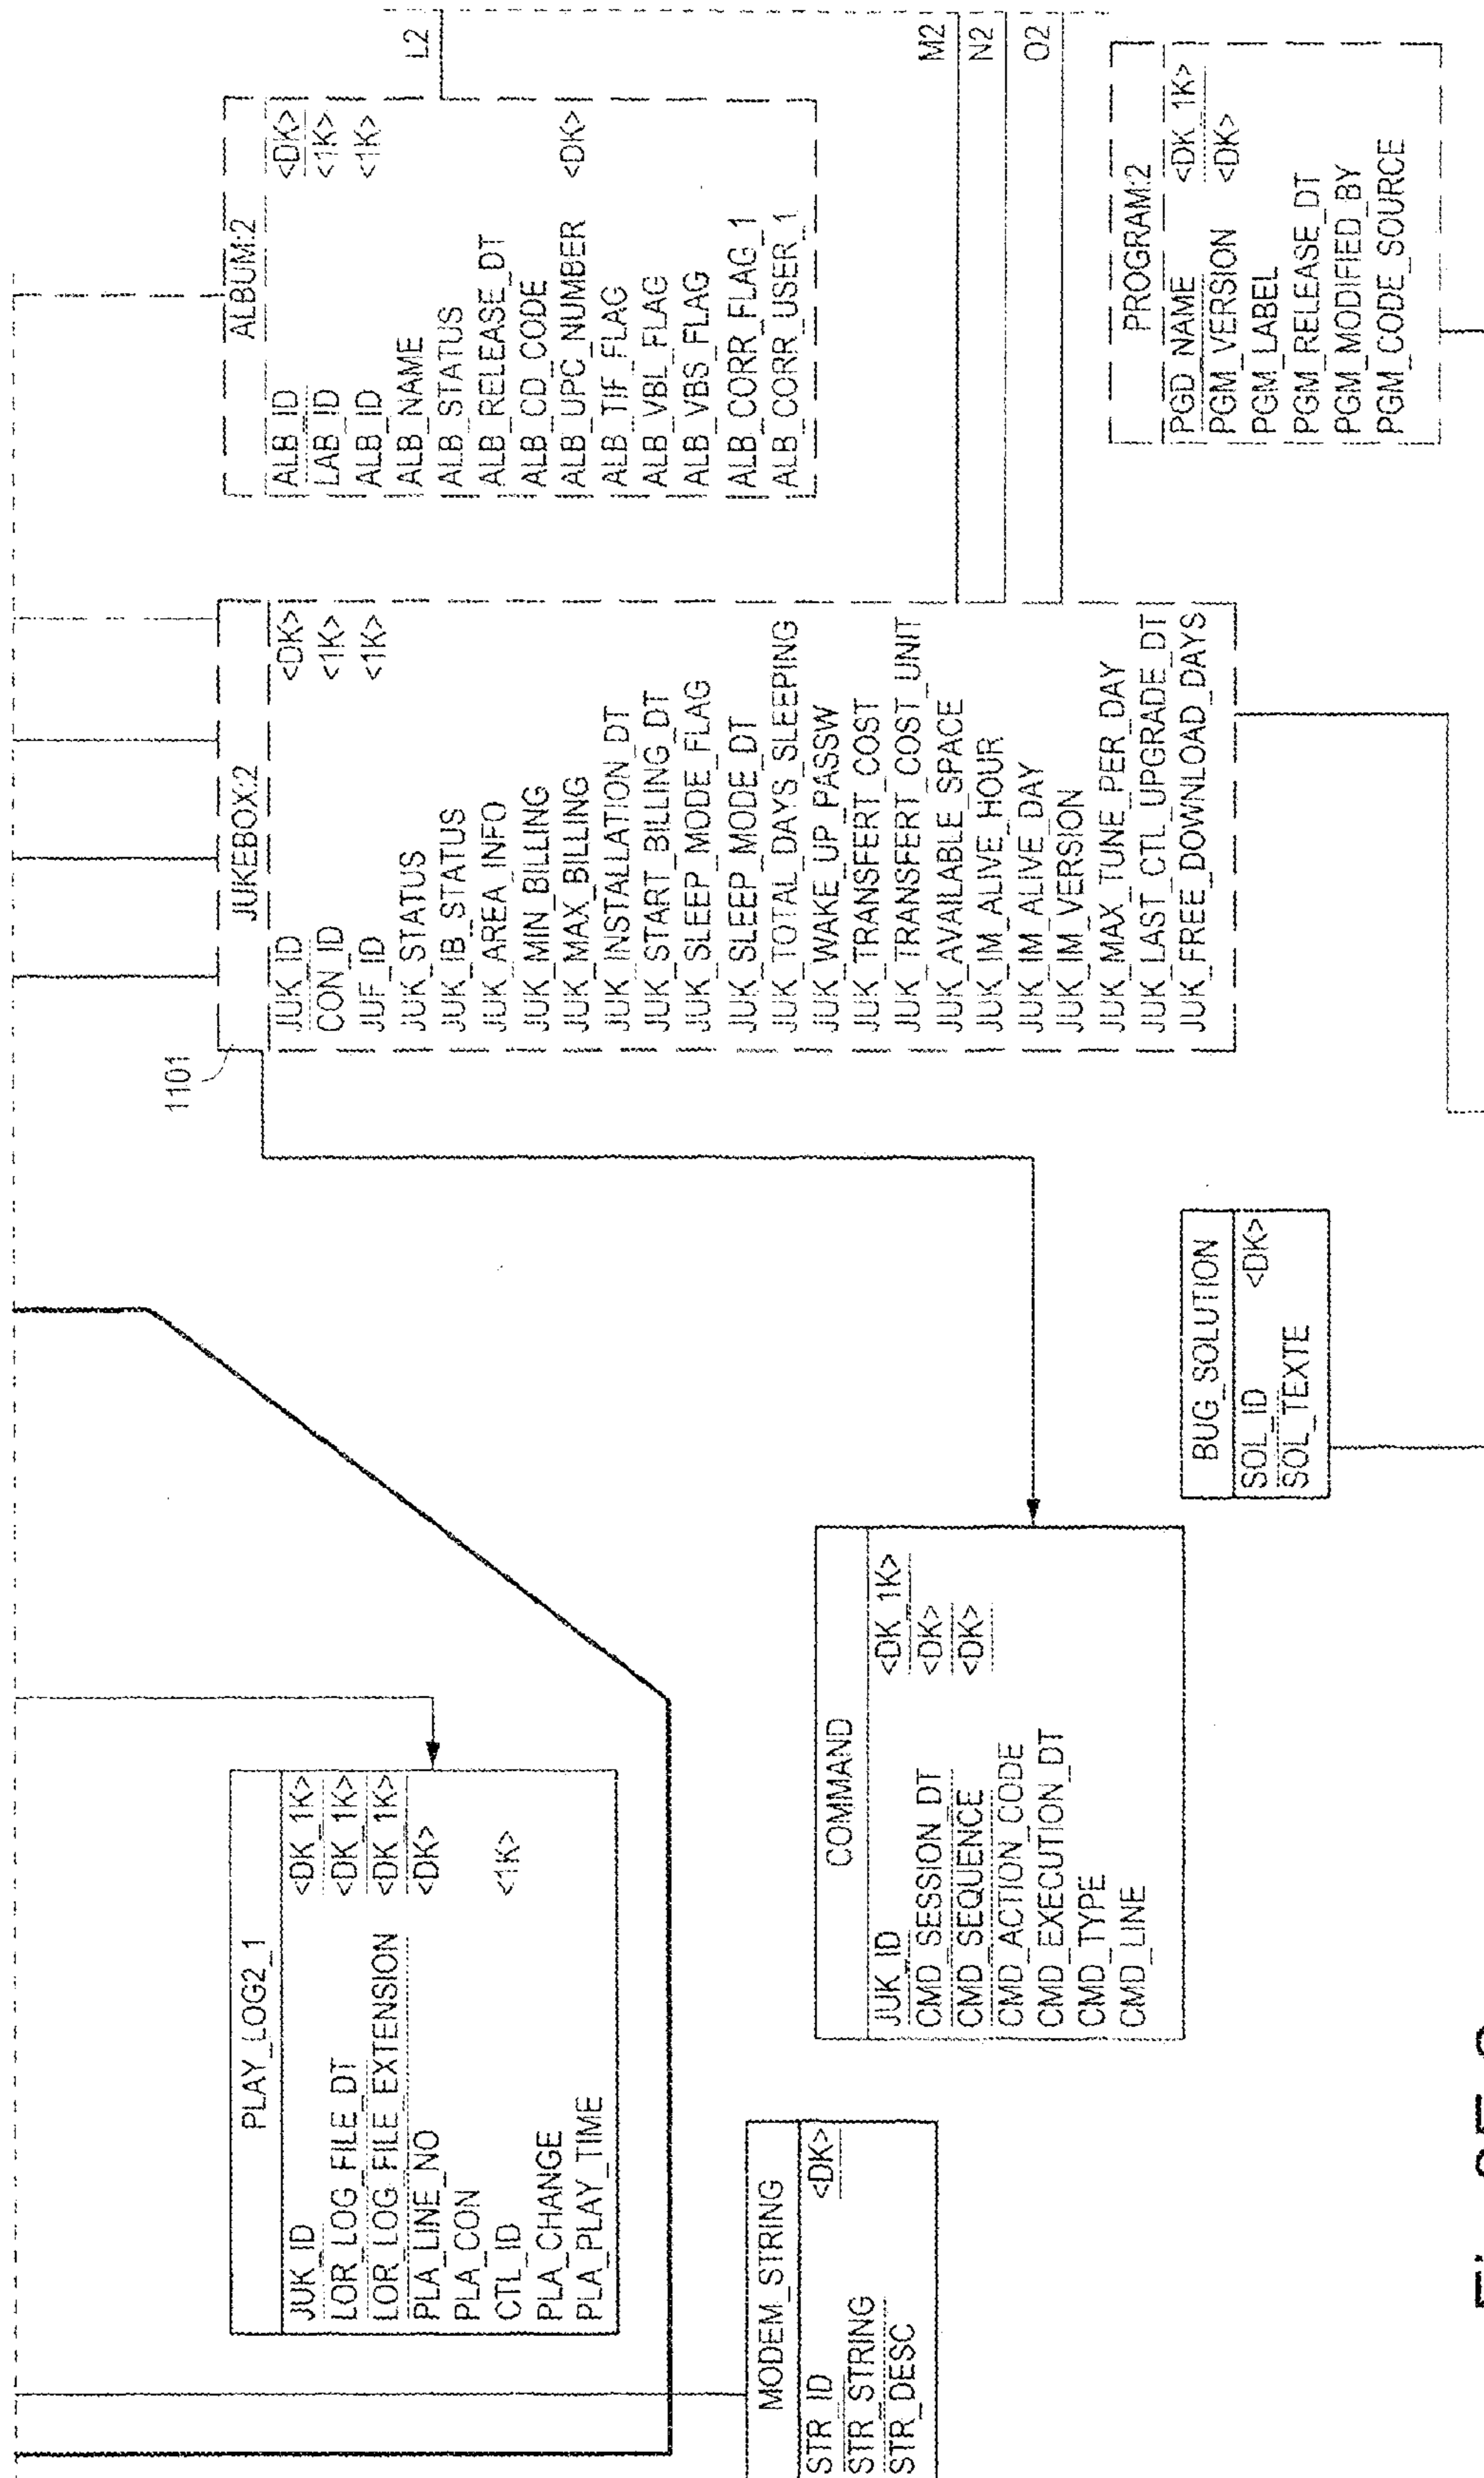 PLAY_LOG2_1
JUK_ID <DK_1K>
LOR_LOG_FILE_DT <DK_1K>
LOR_LOG_FILE_EXTENSION <DK_1K>
PLA_LINE_NO <DK>
PLA_CON
CTL_ID <1K>
PLA_CHANGE
PLA_PLAY_TIME
1101
JUKEBOX:2
JUK_ID <DK>
CON_ID <1K>
JUF_ID <1K>
JUK_STATUS
JUK_IB_STATUS
JUK_AREA_INFO
JUK_MIN_BILLING
JUK_MAX_BILLING
JUK_INSTALLATION_DT
JUK_START_BILLING_DT
JUK_SLEEP_MODE_FLAG
JUK_SLEEP_MODE_DT
JUK_TOTAL_DAYS_SLEEPING
JUK_WAKE_UP_PASSW
JUK_TRANSFERT_COST
JUK_TRANSFERT_COST_UNIT
JUK_AVAILABLE_SPACE
JUK_IM_ALIVE_HOUR
JUK_IM_ALIVE_DAY
JUK_IM_VERSION
JUK_MAX_TUNE_PER_DAY
JUK_LAST_CTL_UPGRADE_DT
JUK_FREE_DOWNLOAD_DAYS
ALBUM:2
ALB_ID <DK>
LAB_ID <1K>
ALB_ID <1K>
ALB_NAME
ALB_STATUS
ALB_RELEASE_DT
ALB_CD_CODE
ALB_UPC_NUMBER <DK>
ALB_TIF_FLAG
ALB_VBL_FLAG
ALB_VBS_FLAG
ALB_CORR_FLAG_1
ALB_CORR_USER_1
L2
M2
N2
O2
MODEM_STRING
STR_ID <DK>
STR_STRING
STR_DESC
COMMAND
JUK_ID <DK_1K>
CMD_SESSION_DT <DK>
CMD_SEQUENCE <DK>
CMD_ACTION_CODE
CMD_EXECUTION_DT
CMD_TYPE
CMD_LINE
BUG_SOLUTION
SOL_ID <DK>
SOL_TEXTE
PROGRAM:2
PGD_NAME <DK_1K>
PGM_VERSION <DK>
PGM_LABEL
PGM_RELEASE_DT
PGM_MODIFIED_BY
PGM_CODE_SOURCE